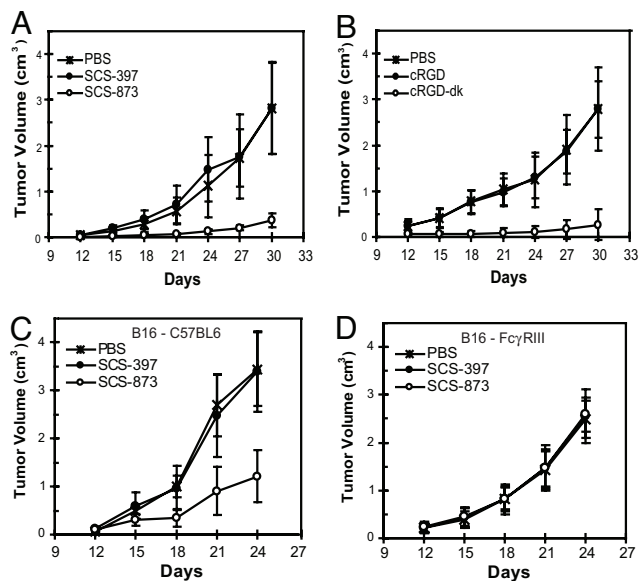 A
PBS
SCS-397
SCS-873
Tumor Volume (cm³)
4
3
2
1
0
9 12 15 18 21 24 27 30 33
Days
B
PBS
cRGD
cRGD-dk
Tumor Volume (cm³)
4
3
2
1
0
9 12 15 18 21 24 27 30 33
Days
C
B16 - C57BL6
PBS
SCS-397
SCS-873
Tumor Volume (cm³)
4
3
2
1
0
9 12 15 18 21 24 27
Days
D
B16 - FcγRIII
PBS
SCS-397
SCS-873
Tumor Volume (cm³)
4
3
2
1
0
9 12 15 18 21 24 27
Days